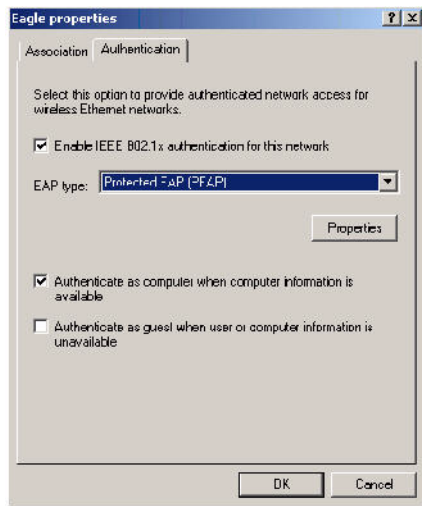 Eagle properties
Association Authentication
Select this option to provide authenticated network access for
wireless Ethernet networks.
Enable IEEE 802.1x authentication for this network
EAP type: Protected EAP (PEAP)
Properties
Authenticate as computer when computer information is
available
Authenticate as guest when user or computer information is
unavailable
OK Cancel